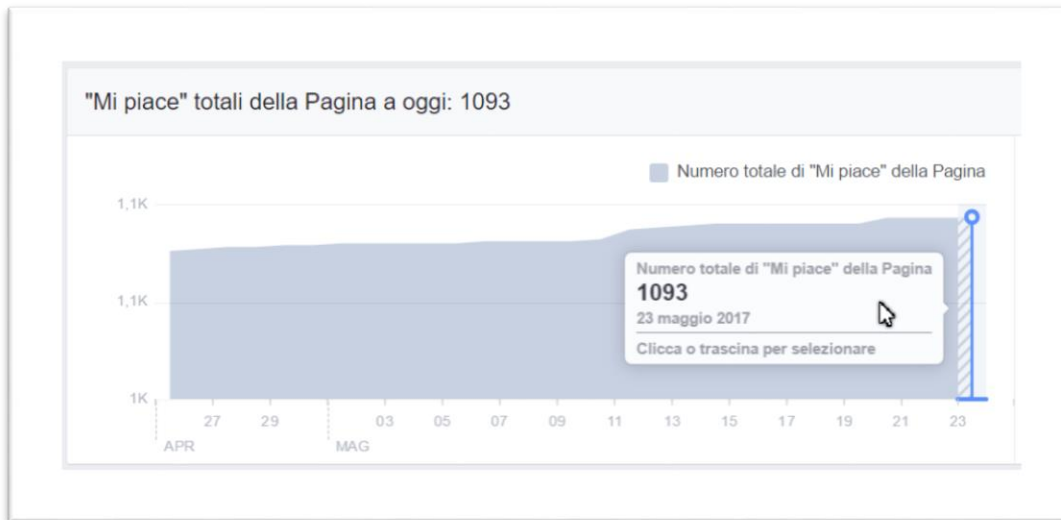 "Mi piace" totali della Pagina a oggi: 1093
Numero totale di "Mi piace" della Pagina
1,1K
1,1K
1K
Numero totale di "Mi piace" della Pagina
1093
23 maggio 2017
Clicca o trascina per selezionare
27 29 03 05 07 09 11 13 15 17 19 21 23
APR MAG